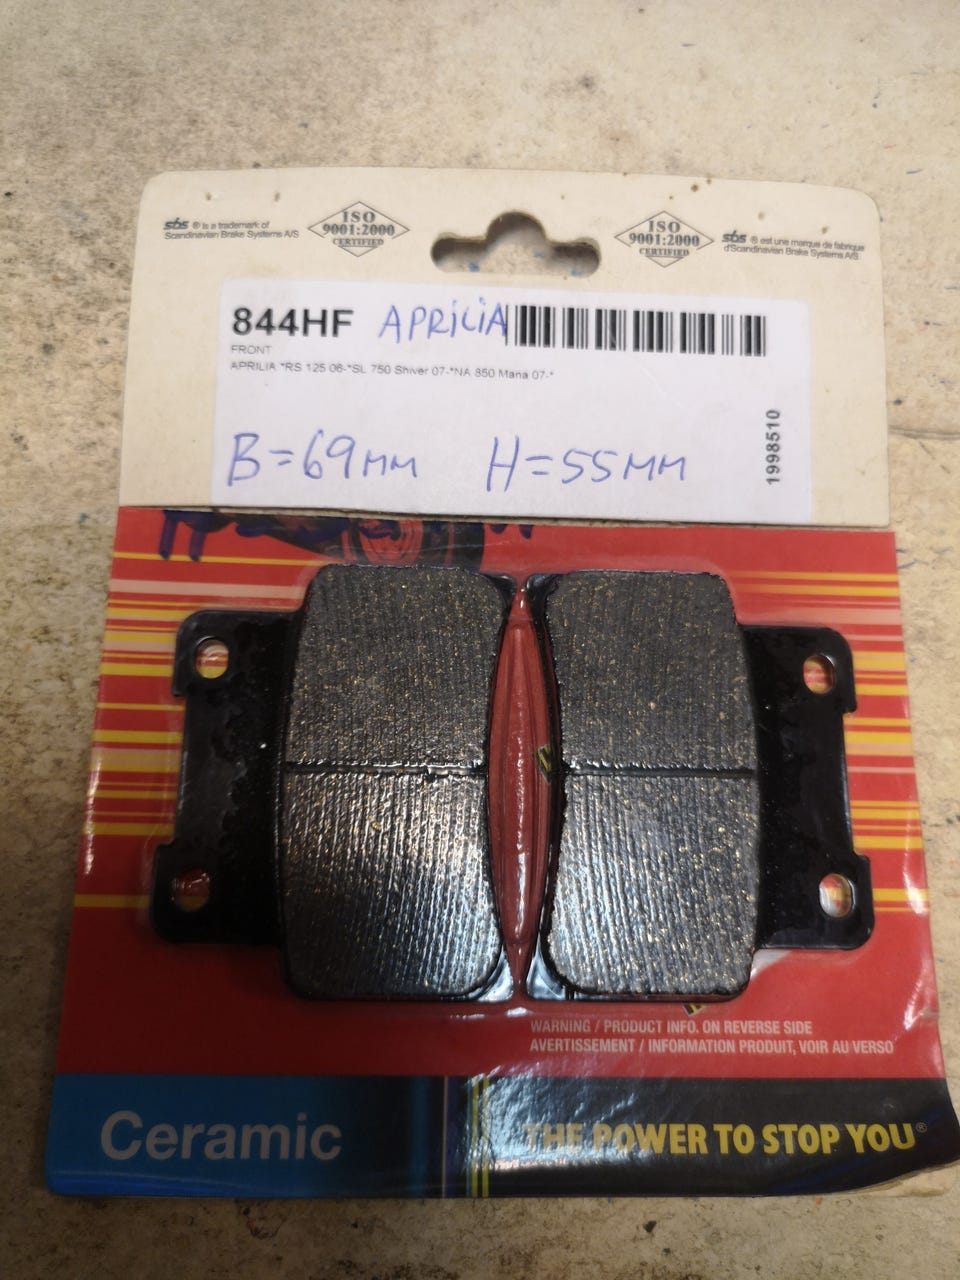 sbs ® is a trademark of
Scandinavian Brake Systems A/S
ISO
9001:2000
CERTIFIED
ISO
9001:2000
CERTIFIED
sbs ® est une marque de fabrique
d'Scandinavian Brake Systems A/S
844HF APRILIA
FRONT
APRILIA *RS 125 06-*SL 750 Shiver 07-*NA 850 Mana 07-*
B=69мм H=55мм
1998510
WARNING / PRODUCT INFO. ON REVERSE SIDE
AVERTISSEMENT / INFORMATION PRODUIT, VOIR AU VERSO
Ceramic
THE POWER TO STOP YOU®